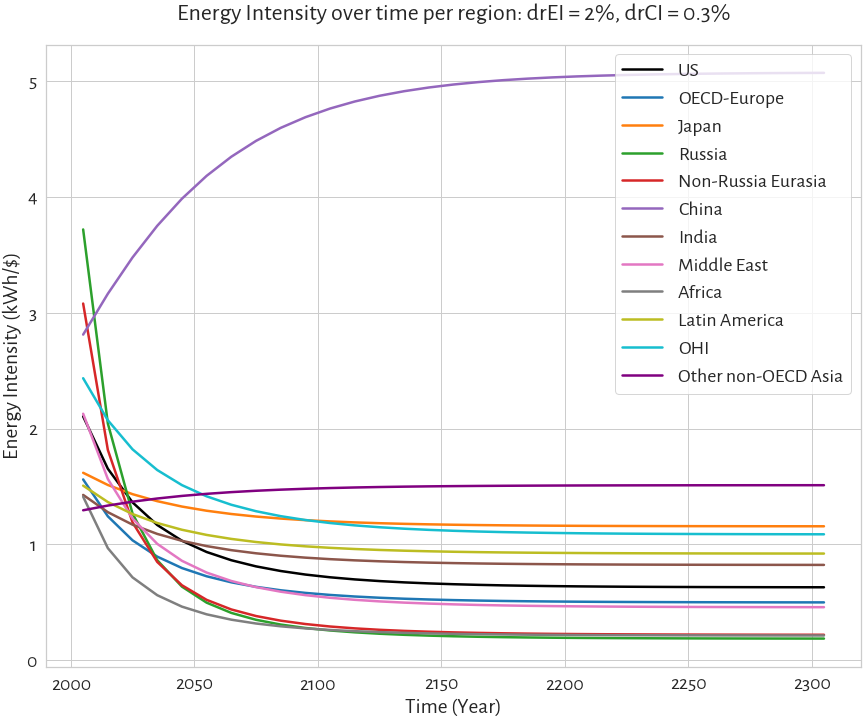 Energy Intensity over time per region: drEI = 2%, drCI = 0.3%
Energy Intensity (kWh/$)
5
4
3
2
1
0
US
OECD-Europe
Japan
Russia
Non-Russia Eurasia
China
India
Middle East
Africa
Latin America
OHI
Other non-OECD Asia
2000 2050 2100 2150 2200 2250 2300
Time (Year)